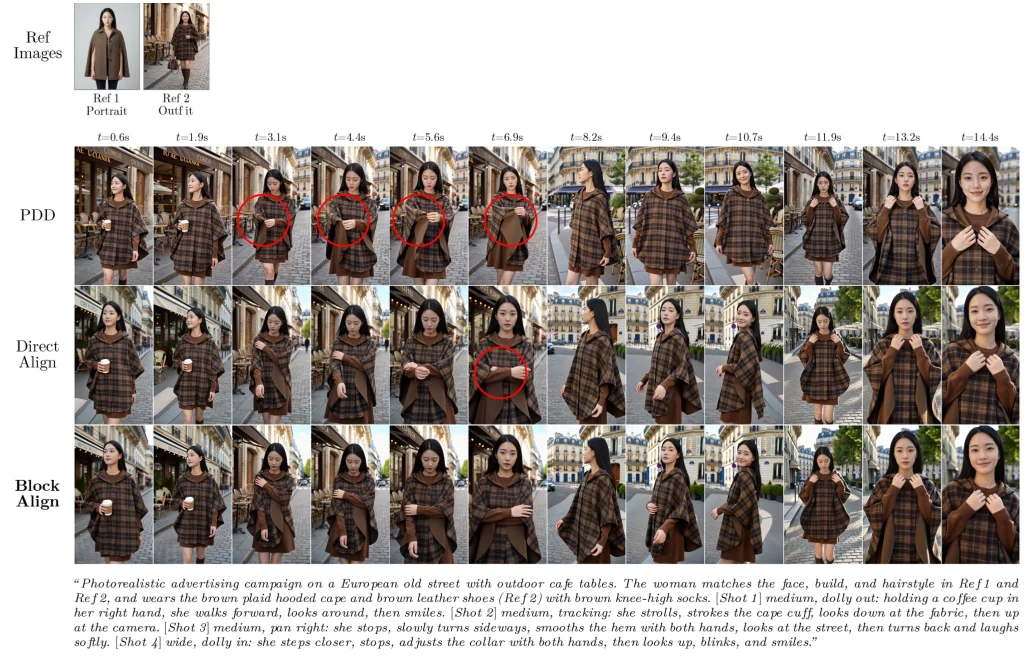 Ref
Images
Ref 1
Portrait
Ref 2
Outfit
t=0.6s t=1.9s t=3.1s t=4.4s t=5.6s t=6.9s t=8.2s t=9.4s t=10.7s t=11.9s t=13.2s t=14.4s
PDD
Direct
Align
Block
Align
“Photorealistic advertising campaign on a European old street with outdoor cafe tables. The woman matches the face, build, and hairstyle in Ref 1 and
Ref 2, and wears the brown plaid hooded cape and brown leather shoes (Ref 2) with brown knee-high socks. [Shot 1] medium, dolly out: holding a coffee cup in
her right hand, she walks forward, looks around, then smiles. [Shot 2] medium, tracking: she strolls, strokes the cape cuff, looks down at the fabric, then up
at the camera. [Shot 3] medium, pan right: she stops, slowly turns sideways, smooths the hem with both hands, looks at the street, then turns back and laughs
softly. [Shot 4] wide, dolly in: she steps closer, stops, adjusts the collar with both hands, then looks up, blinks, and smiles.”